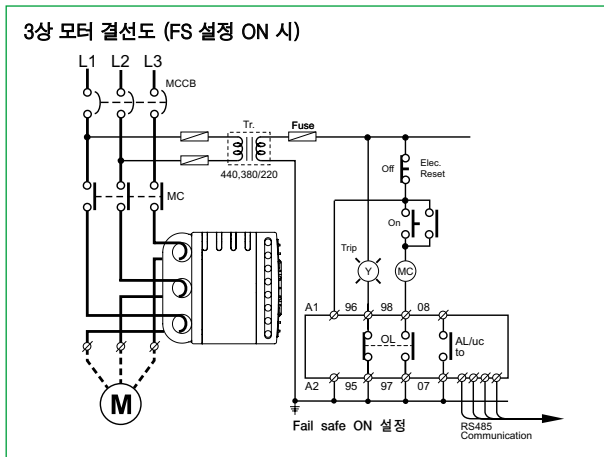 3상 모터 결선도 (FS 설정 ON 시)
L1 L2 L3
MCCB
Tr.
Fuse
440,380/220
Off
Elec.
Reset
MC
On
Trip
Y
MC
A1 96 98 08
OL
AL/uc
to
A2 95 97 07
M
Fail safe ON 설정
RS485
Communication